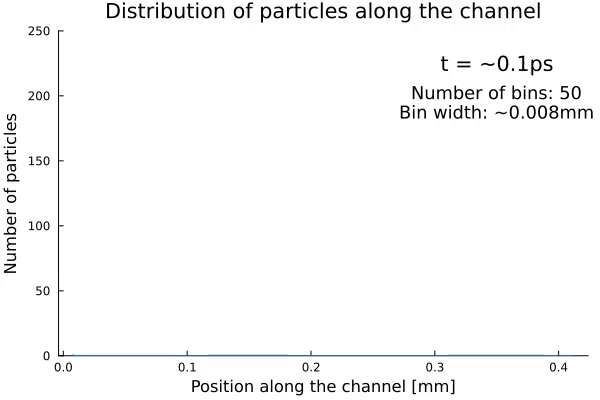 Distribution of particles along the channel
250
t = ~0.1ps
Number of bins: 50
Bin width: ~0.008mm
200
150
100
50
0
Number of particles
0.0 0.1 0.2 0.3 0.4
Position along the channel [mm]